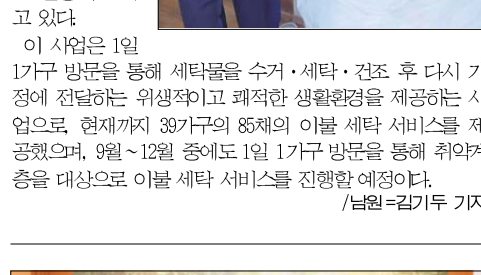 고 있다.
이 사업은 1일
1가구 방문을 통해 세탁물을 수거·세탁·건조 후 다시
정에 전달하는 위생적이고 쾌적한 생활환경을 제공하는
업으로, 현재까지 39가구의 85채의 이불 세탁 서비스를 제
공했으며, 9월～12월 중에도 1일 1가구 방문을 통해 취약계
층을 대상으로 이불 세탁 서비스를 진행할 예정이다.
/남원=김기두 기자